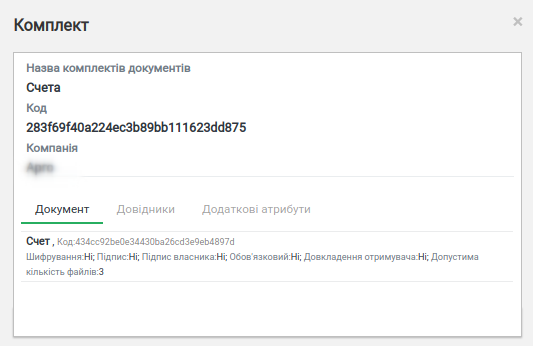 Комплект
×
Назва комплектів документів
Счета
Код
283f69f40a224ec3b89bb111623dd875
Компанія
Документ Довідники Додаткові атрибути
Счет , Код:434cc92be0e34430ba26cd3e9eb4897d
Шифрування:Ні; Підпис:Ні; Підпис власника:Ні; Обов'язковий:Ні; Довкладення отримувача:Ні; Допустима
кількість файлів:3